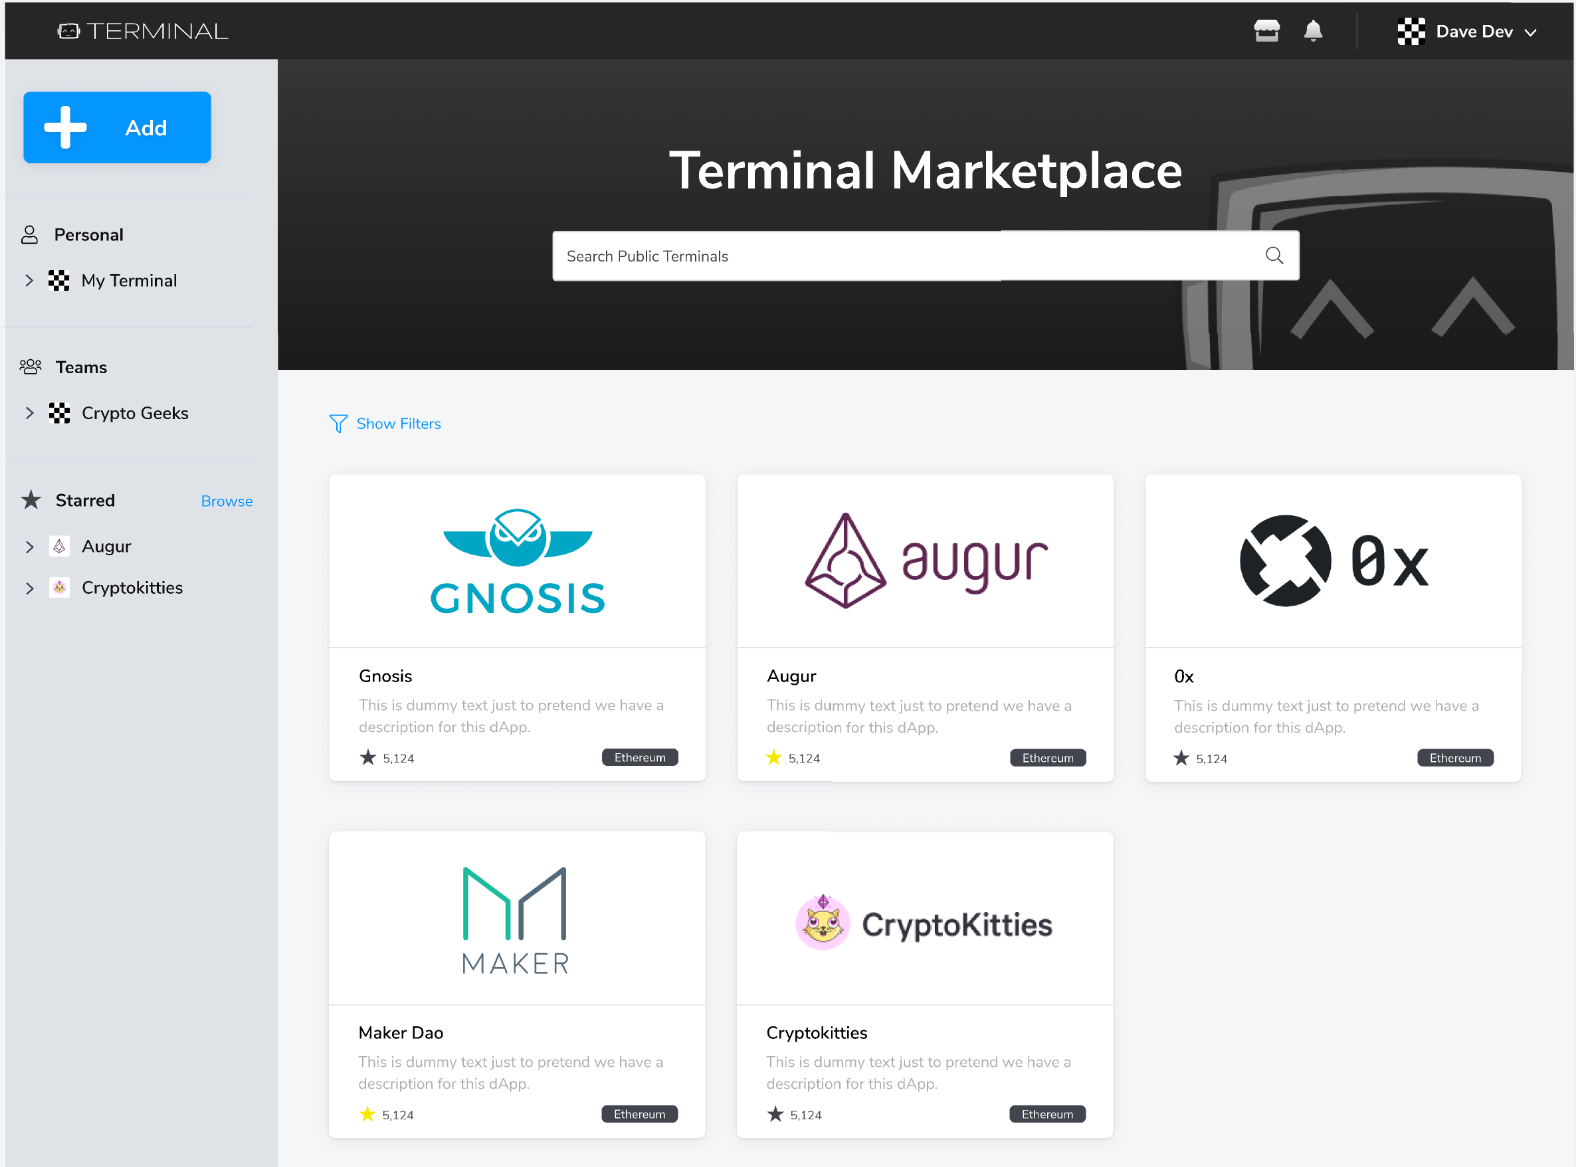 TERMINAL
Dave Dev
Add
Personal
My Terminal
Teams
Crypto Geeks
Starred
Browse
Augur
Cryptokitties
Terminal Marketplace
Search Public Terminals
Show Filters
GNOSIS
Gnosis
This is dummy text just to pretend we have a
description for this dApp.
5,124
Ethereum
augur
Augur
This is dummy text just to pretend we have a
description for this dApp.
5,124
Ethereum
0x
0x
This is dummy text just to pretend we have a
description for this dApp.
5,124
Ethereum
MAKER
Maker Dao
This is dummy text just to pretend we have a
description for this dApp.
5,124
Ethereum
CryptoKitties
Cryptokitties
This is dummy text just to pretend we have a
description for this dApp.
5,124
Ethereum